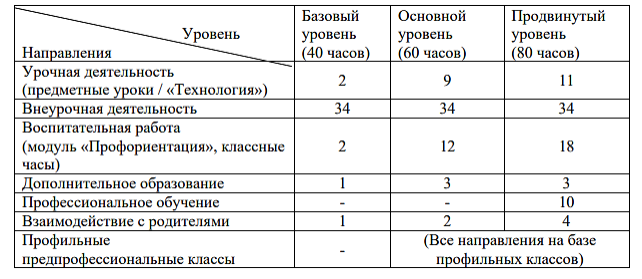 Уровень
Направления
Базовый
уровень
(40 часов)
Основной
уровень
(60 часов)
Продвинутый
уровень
(80 часов)
Урочная деятельность
(предметные уроки / «Технология»)
2
9
11
Внеурочная деятельность
34
34
34
Воспитательная работа
(модуль «Профориентация», классные
часы)
2
12
18
Дополнительное образование
1
3
3
Профессиональное обучение
-
-
10
Взаимодействие с родителями
1
2
4
Профильные
предпрофессиональные классы
-
(Все направления на базе
профильных классов)